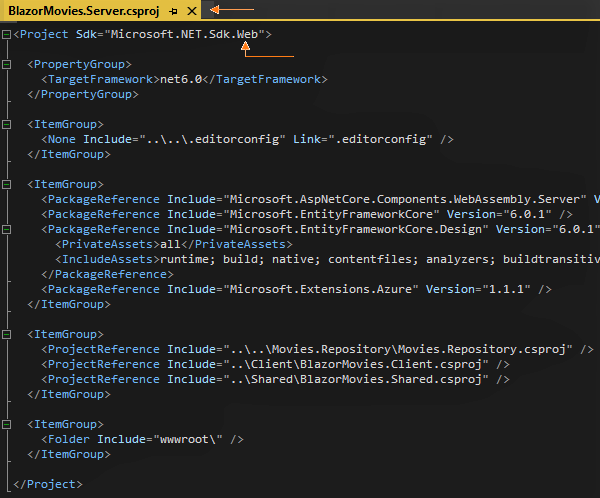 BlazorMovies.Server.csproj
<Project Sdk="Microsoft.NET.Sdk.Web">
<PropertyGroup>
<TargetFramework>net6.0</TargetFramework>
</PropertyGroup>
<ItemGroup>
<None Include="..\..\.editorconfig" Link=".editorconfig" />
</ItemGroup>
<ItemGroup>
<PackageReference Include="Microsoft.AspNetCore.Components.WebAssembly.Server" V
<PackageReference Include="Microsoft.EntityFrameworkCore" Version="6.0.1" />
<PackageReference Include="Microsoft.EntityFrameworkCore.Design" Version="6.0.1"
<PrivateAssets>all</PrivateAssets>
<IncludeAssets>runtime; build; native; contentfiles; analyzers; buildtransitiv
</PackageReference>
<PackageReference Include="Microsoft.Extensions.Azure" Version="1.1.1" />
</ItemGroup>
<ItemGroup>
<ProjectReference Include="..\..\Movies.Repository\Movies.Repository.csproj" />
<ProjectReference Include="..\Client\BlazorMovies.Client.csproj" />
<ProjectReference Include="..\Shared\BlazorMovies.Shared.csproj" />
</ItemGroup>
<ItemGroup>
<Folder Include="wwwroot\" />
</ItemGroup>
</Project>